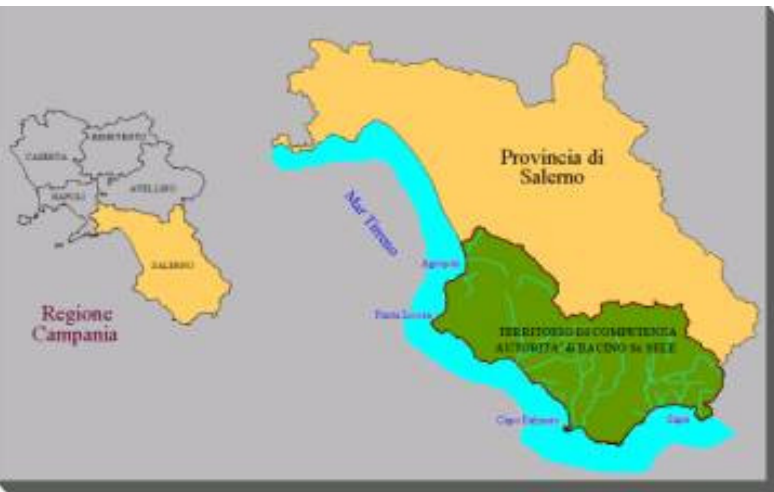 BENEVENTO
CASERTA
NAPOLI
AVELLINO
SALERNO
Regione
Campania
Provincia di
Salerno
Mar Tirreno
Agropoli
Punta Licosa
TERRITORIO DI COMPETENZA
AUTORITA' di BACINO Sx SELE
Capo Palinuro
Sapri